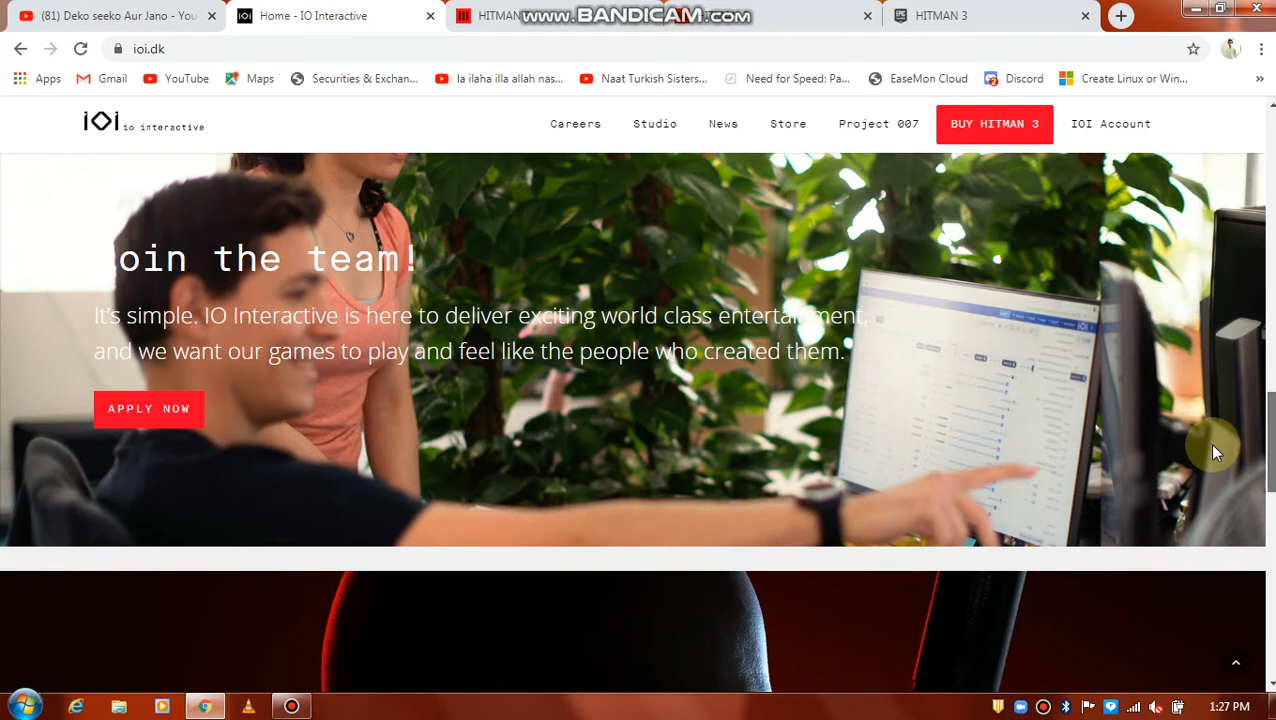 (81) Deko seeko Aur Jano - You
Home - IO Interactive
HITMAN
www.BANDICAM.com
HITMAN 3
ioi.dk
Apps
Gmail
YouTube
Maps
Securities & Exchan...
la ilaha illa allah nas...
Naat Turkish Sisters...
Need for Speed: Pa...
EaseMon Cloud
Discord
Create Linux or Win...
»
iOi io interactive
Careers
Studio
News
Store
Project 007
BUY HITMAN 3
IOI Account
oin the team!
It's simple. IO Interactive is here to deliver exciting world class entertainment,
and we want our games to play and feel like the people who created them.
APPLY NOW
1:27 PM